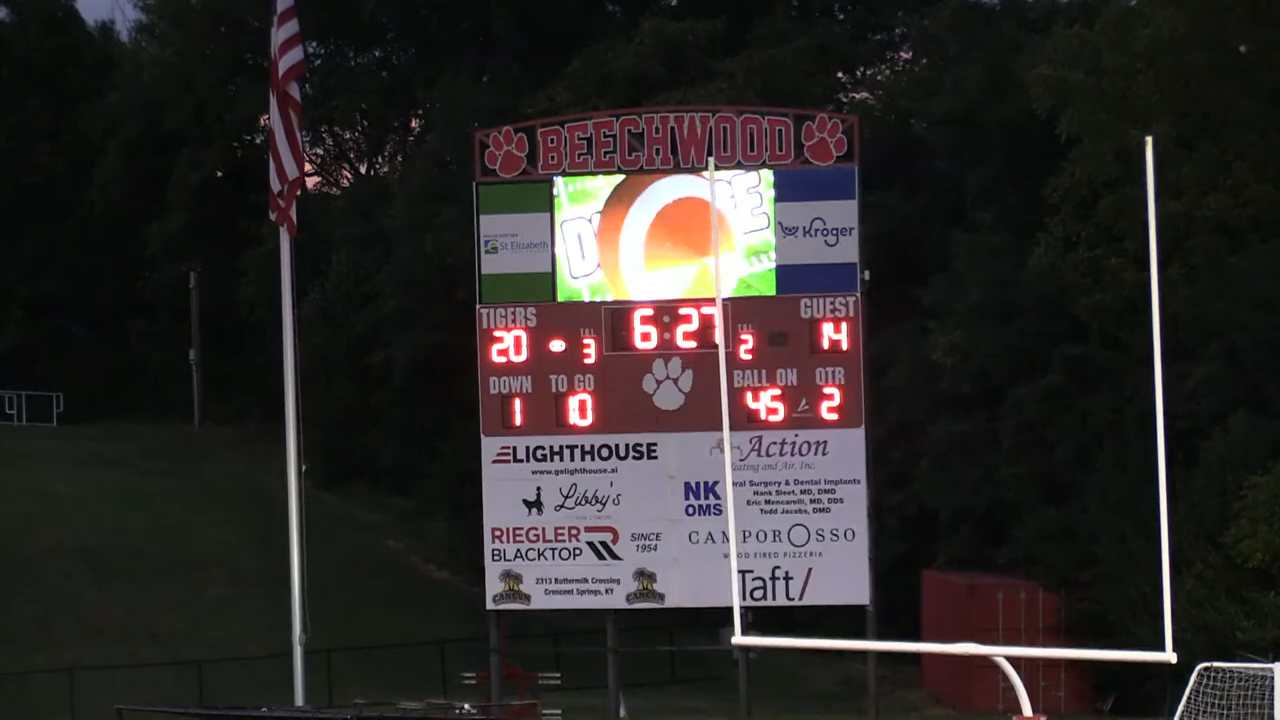 BEECHWOOD
St Elizabeth
Kroger
TIGERS
GUEST
20
3
6:27
2
14
DOWN
TO GO
BALL ON
QTR
1
10
45
2
LIGHTHOUSE
www.golighthouse.ai
Action
Heating and Air, Inc.
Libby's
NK
OMS
Oral Surgery & Dental Implants
Hank Sleet, MD, DMD
Eric Mencarelli, MD, DDS
Todd Jacobs, DMD
RIEGLER
BLACKTOP
SINCE
1954
CAMPOROSSO
WOOD FIRED PIZZERIA
CANCUN
2313 Buttermilk Crossing
Crescent Springs, KY
CANCUN
Taft/